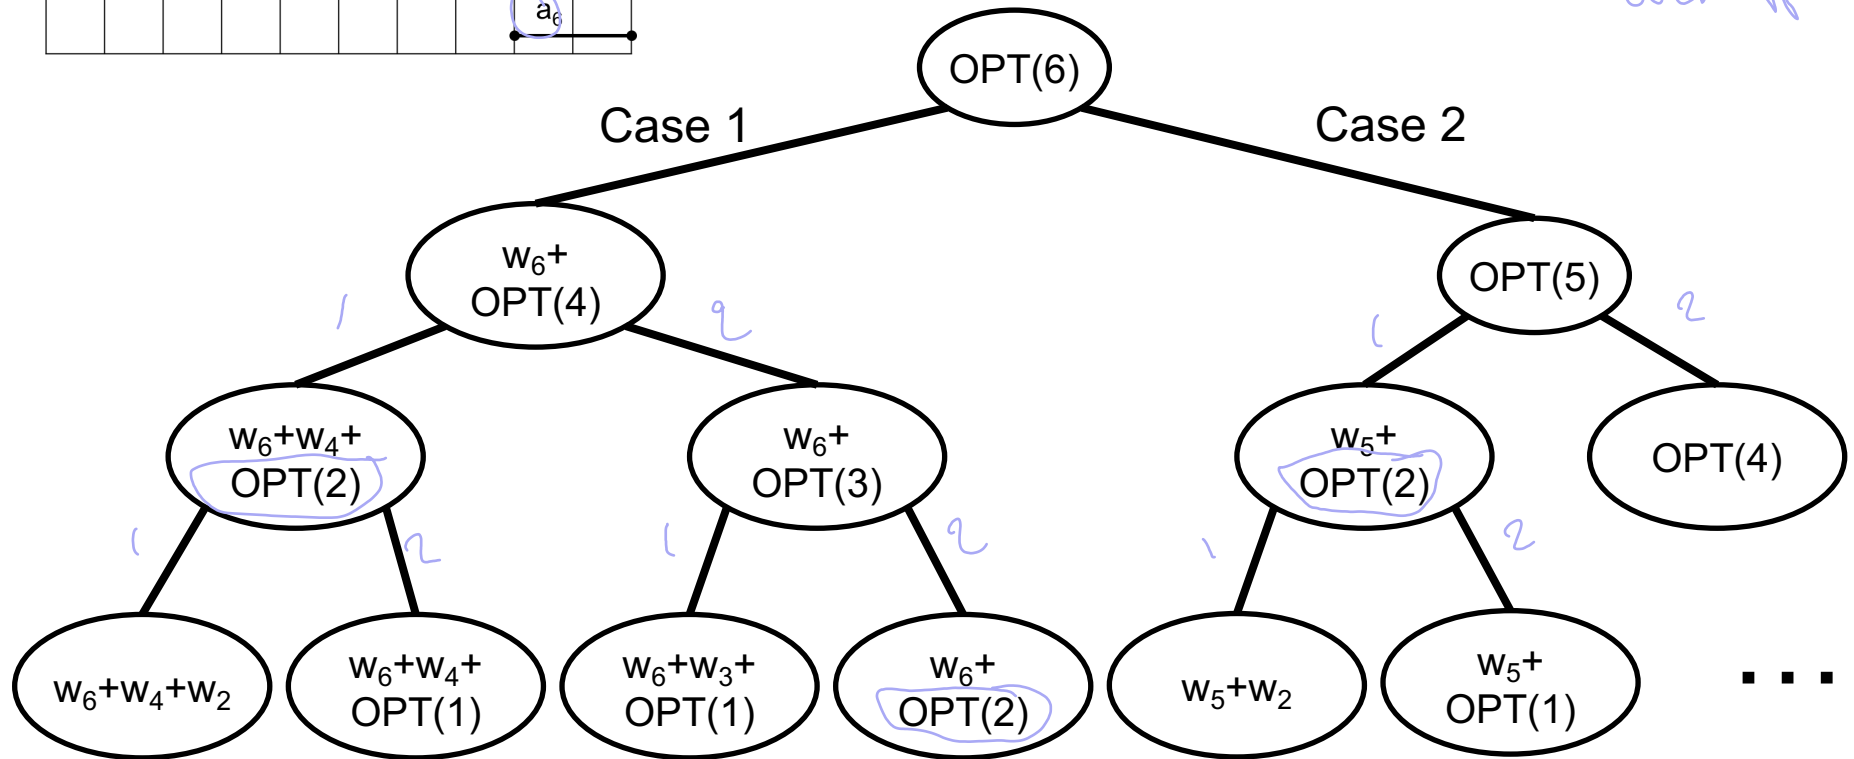 a₆
OPT(6)
Case 1
Case 2
w₆+
OPT(4)
OPT(5)
1
2
1
2
w₆+w₄+
OPT(2)
w₆+
OPT(3)
w₅+
OPT(2)
OPT(4)
1
2
1
2
1
2
w₆+w₄+w₂
w₆+w₄+
OPT(1)
w₆+w₃+
OPT(1)
w₆+
OPT(2)
w₅+w₂
w₅+
OPT(1)
...